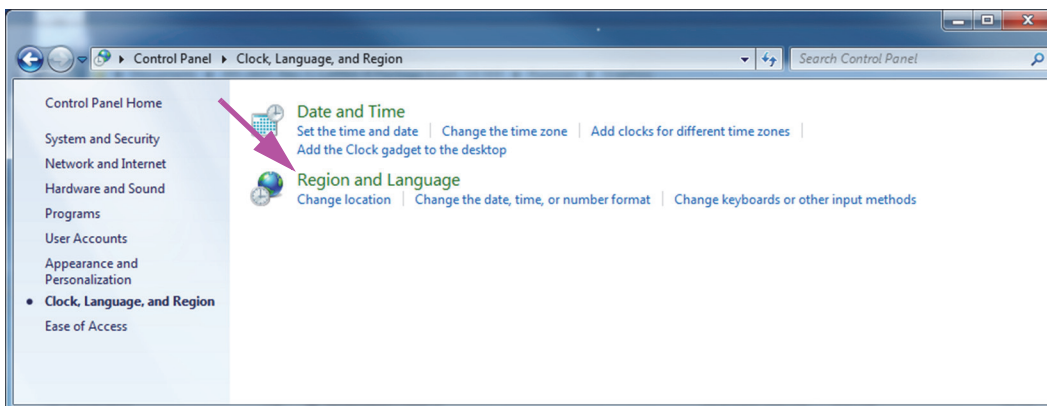 Control Panel Clock, Language, and Region
Search Control Panel
Control Panel Home
System and Security
Network and Internet
Hardware and Sound
Programs
User Accounts
Appearance and
Personalization
Clock, Language, and Region
Ease of Access
Date and Time
Set the time and date Change the time zone Add clocks for different time zones
Add the Clock gadget to the desktop
Region and Language
Change location Change the date, time, or number format Change keyboards or other input methods